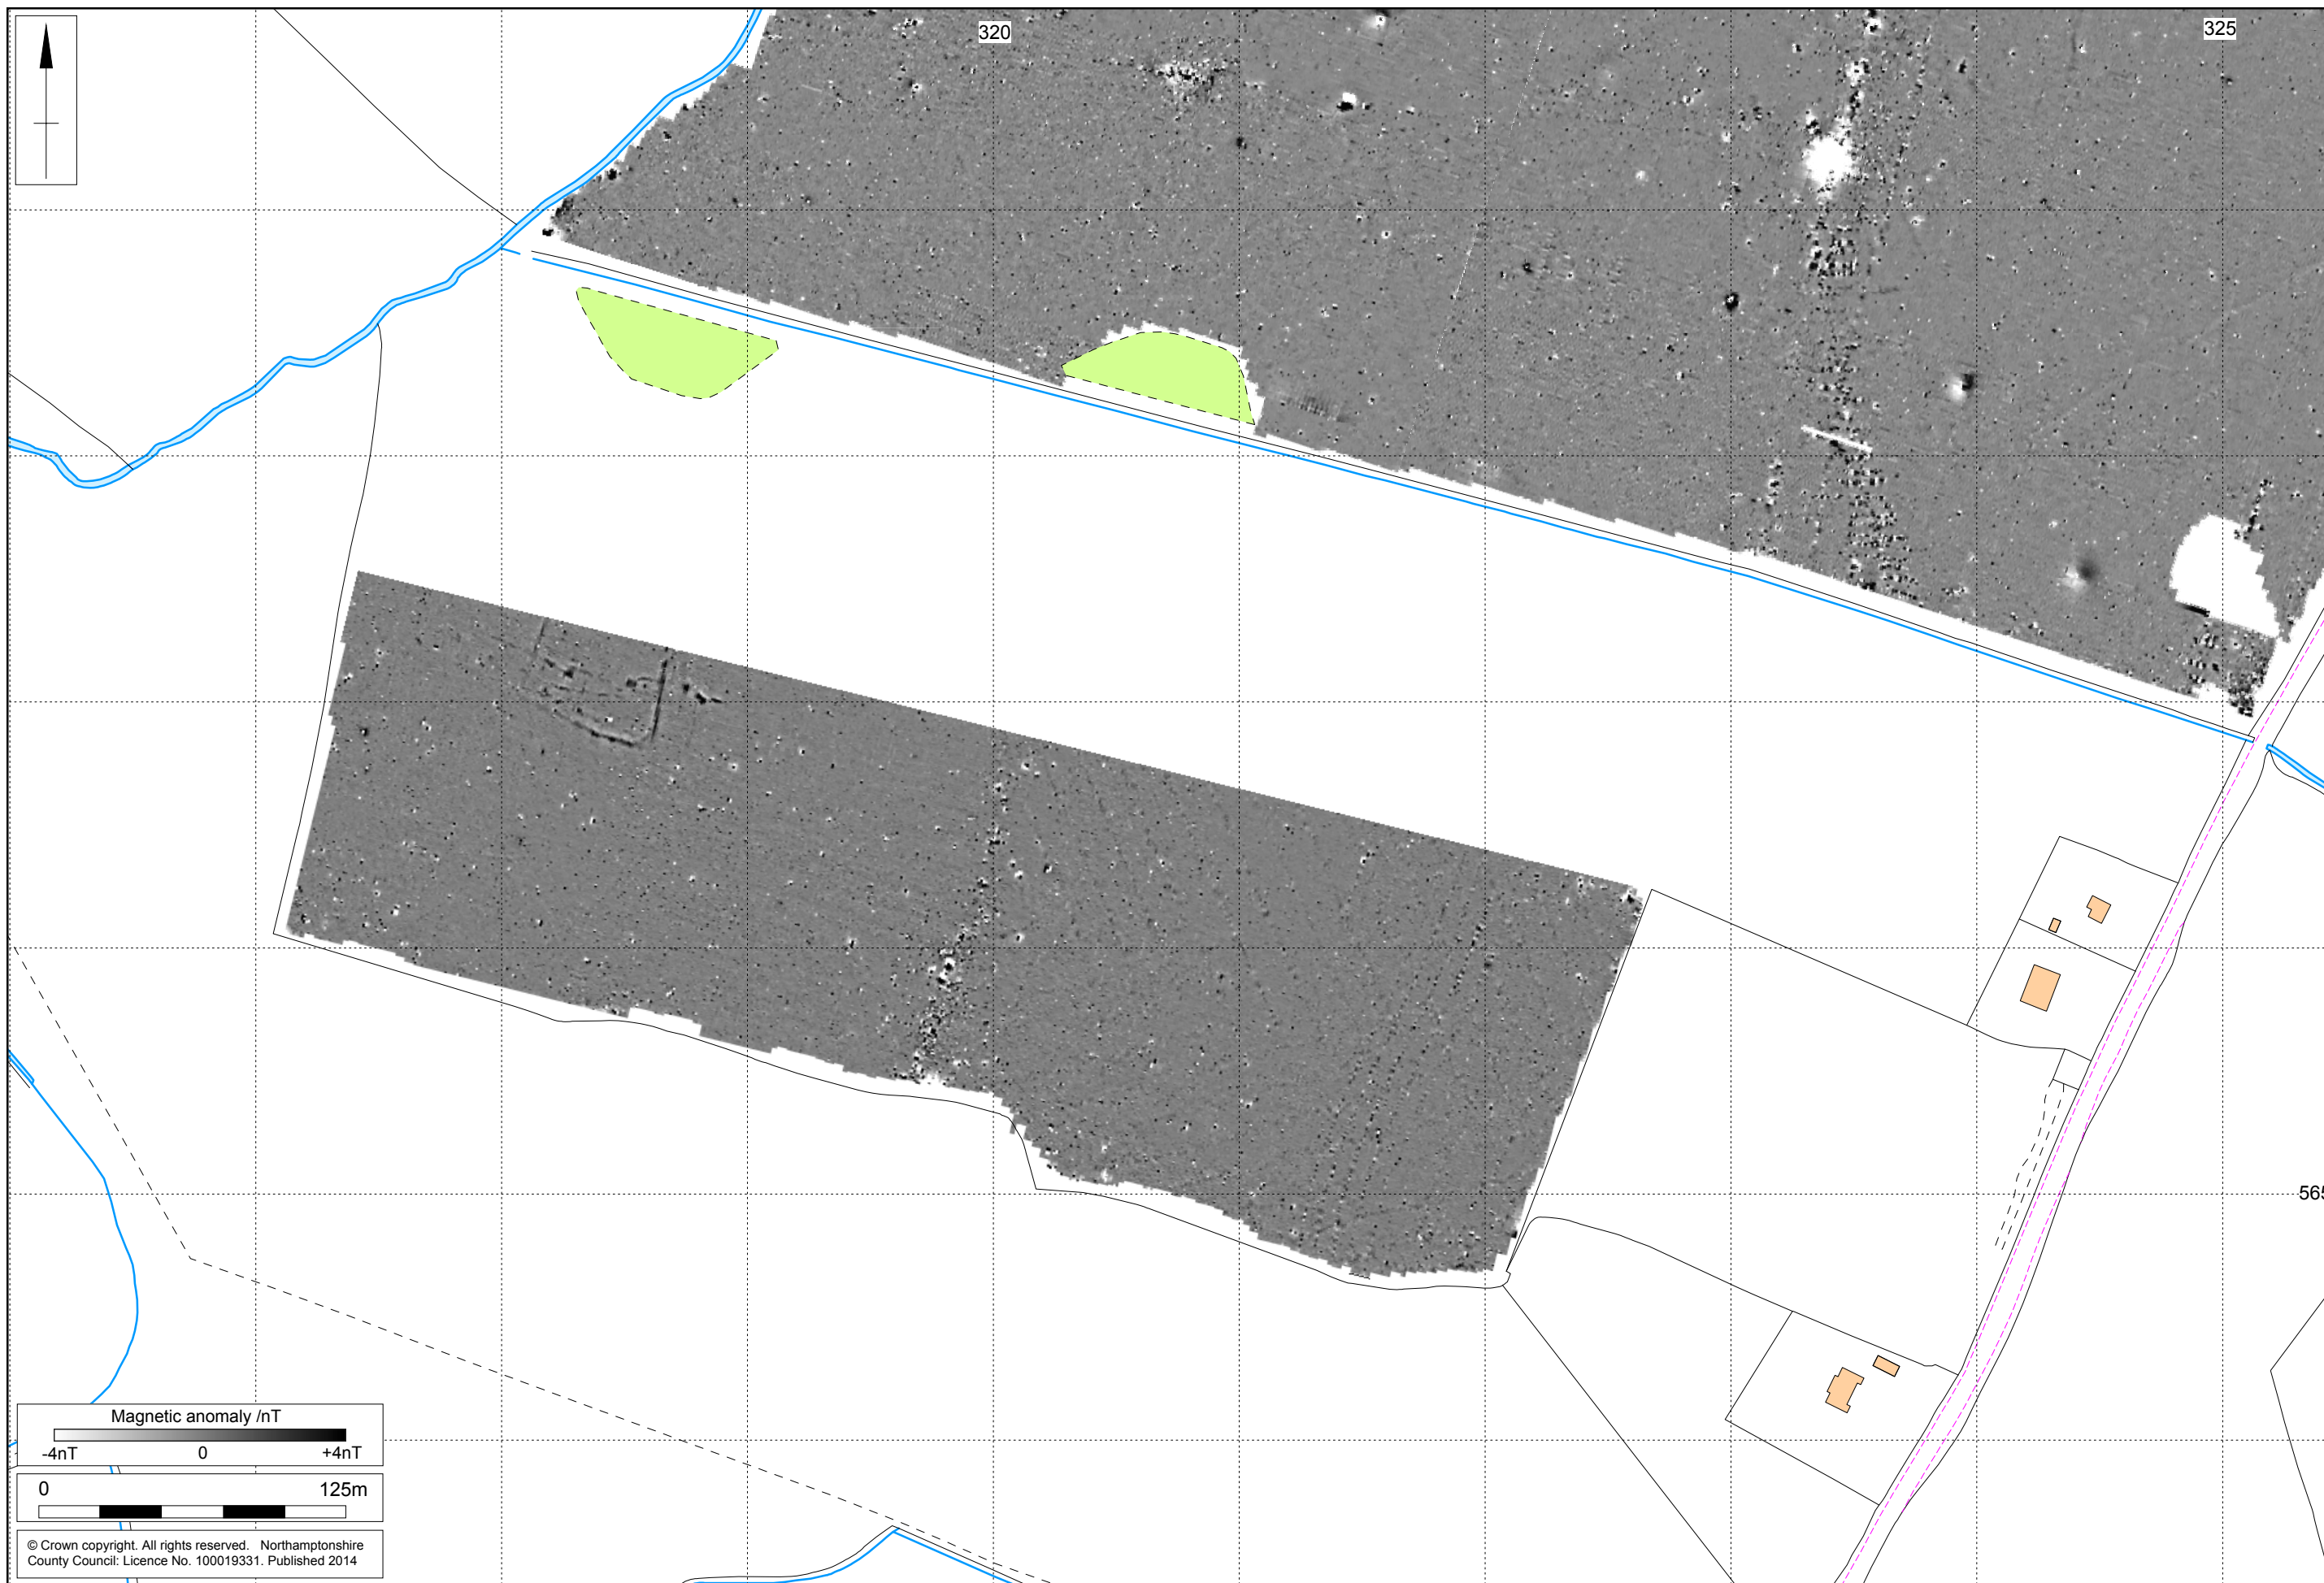 320
325
565
Magnetic anomaly /nT
-4nT 0 +4nT
0 125m
© Crown copyright. All rights reserved. Northamptonshire
County Council: Licence No. 100019331. Published 2014